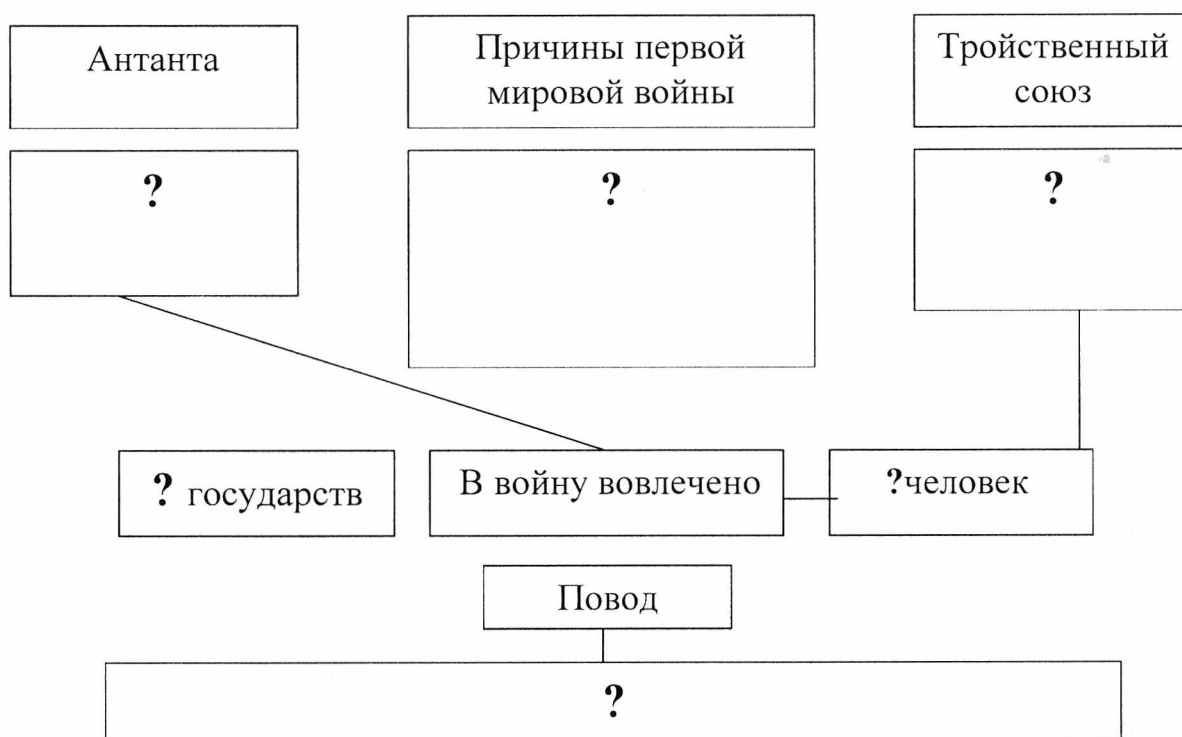 Антанта
Причины первой
мировой войны
Тройственный
союз
?
?
?
? государств
В войну вовлечено
?человек
Повод
?